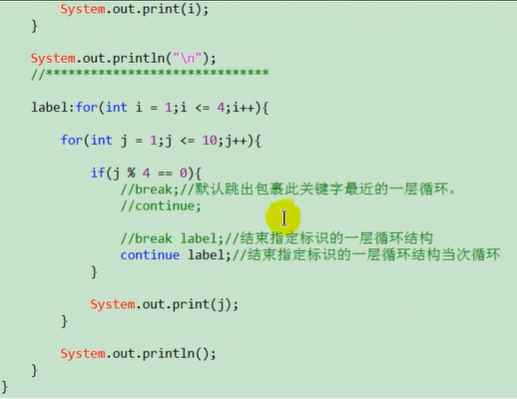 System.out.print(i);
}
System.out.println("\n");
//******************************
label:for(int i = 1;i <= 4;i++){
for(int j = 1;j <= 10;j++){
if(j % 4 == 0){
//break;//默认跳出包裹此关键字最近的一层循环。
//continue;
//break label;//结束指定标识的一层循环结构
continue label;//结束指定标识的一层循环结构当次循环
}
System.out.print(j);
}
System.out.println();
}
}